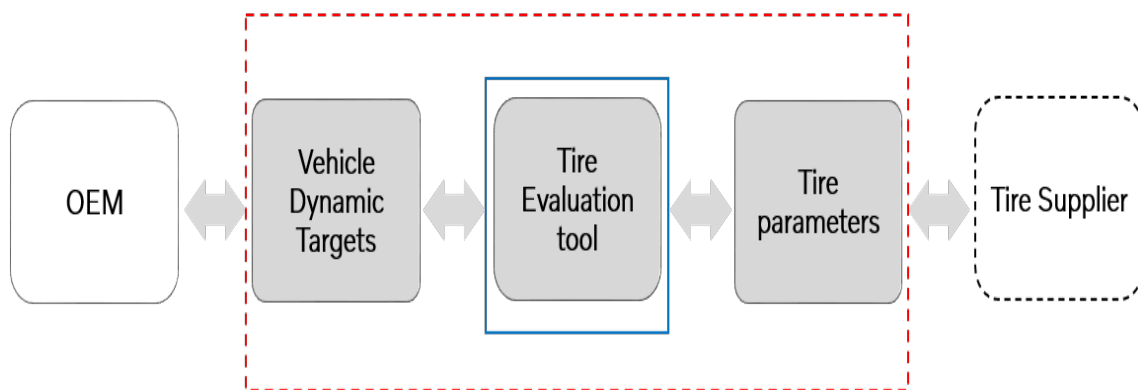 OEM
Vehicle
Dynamic
Targets
Tire
Evaluation
tool
Tire
parameters
Tire Supplier